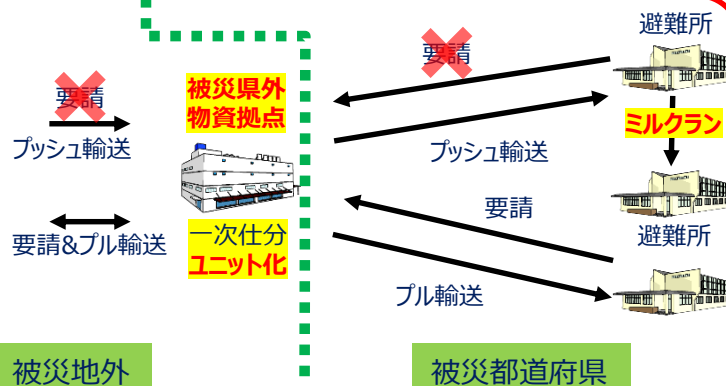 避難所
要請
要請
被災県外
物資拠点
ミルクラン
プッシュ輸送
プッシュ輸送
要請
避難所
要請&プル輸送
一次仕分
ユニット化
プル輸送
被災地外
被災都道府県